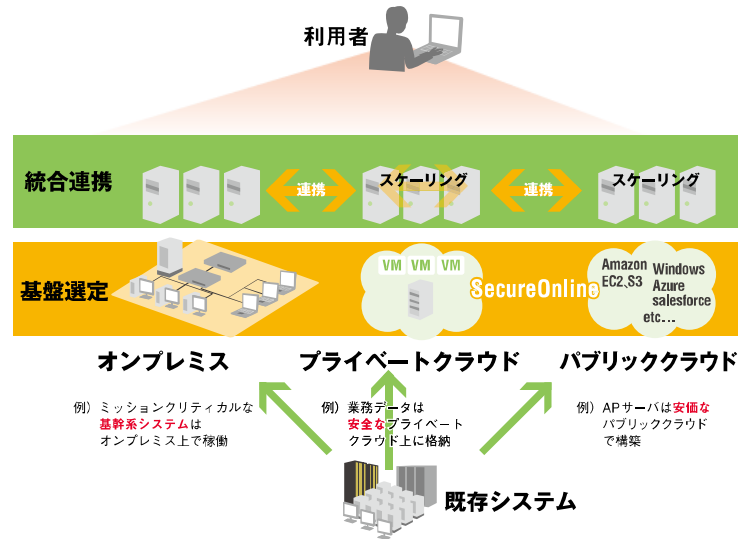 利用者
統合連携
連携
スケーリング
連携
スケーリング
基盤選定
VM VM VM
SecureOnline
Amazon
EC2、S3
Windows
Azure
salesforce
etc...
オンプレミス
プライベートクラウド
パブリッククラウド
例）ミッションクリティカルな
基幹系システムは
オンプレミス上で稼働
例）業務データは
安全なプライベート
クラウド上に格納
例）APサーバは安価な
パブリッククラウド
で構築
既存システム